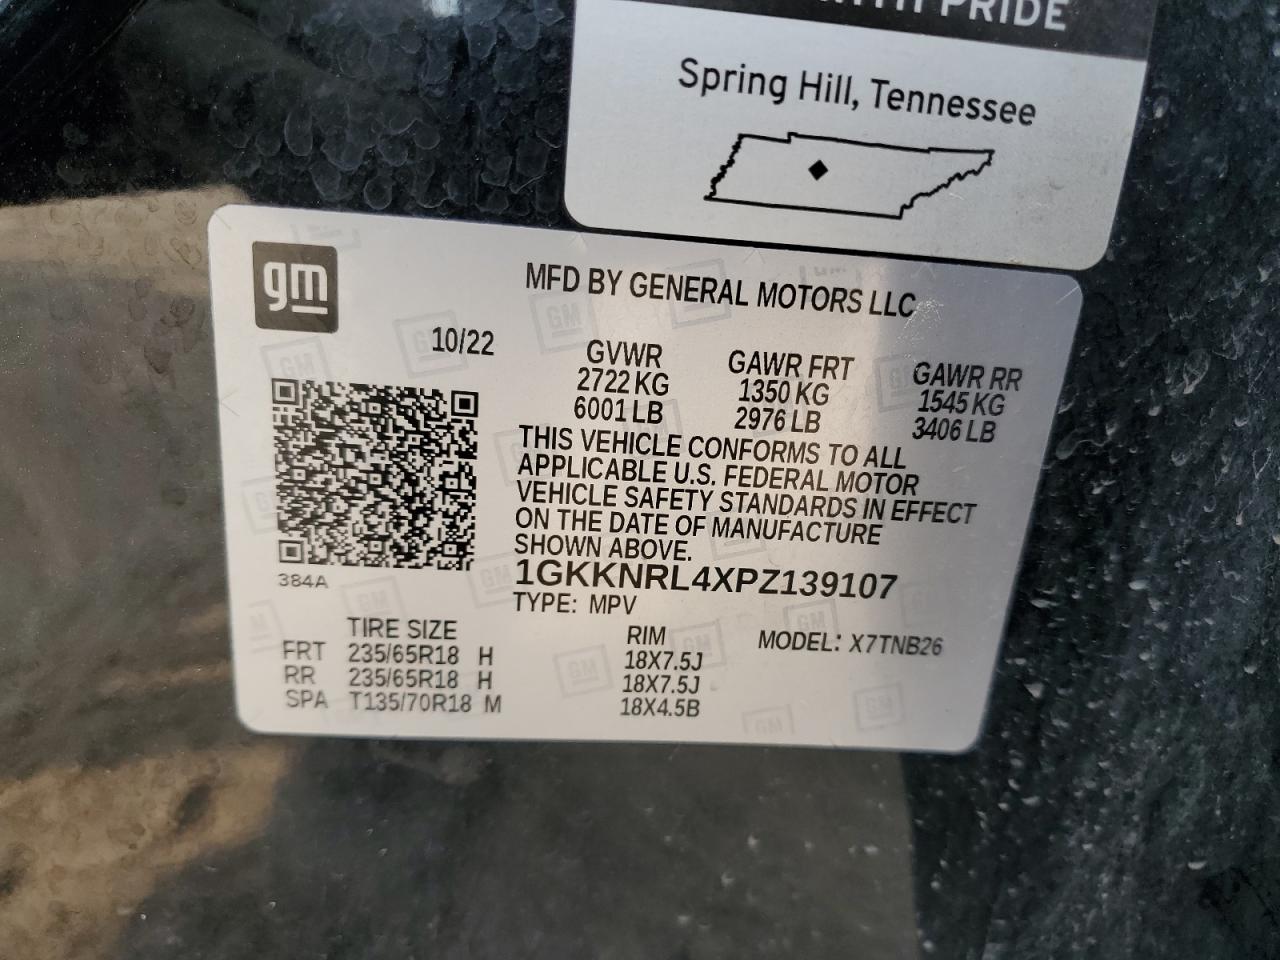 PRIDE
Spring Hill, Tennessee
gm
MFD BY GENERAL MOTORS LLC
10/22
GVWR GAWR FRT GAWR RR
2722 KG 1350 KG 1545 KG
6001 LB 2976 LB 3406 LB
THIS VEHICLE CONFORMS TO ALL
APPLICABLE U.S. FEDERAL MOTOR
VEHICLE SAFETY STANDARDS IN EFFECT
ON THE DATE OF MANUFACTURE
SHOWN ABOVE.
384A
1GKKNRL4XPZ139107
TYPE: MPV
TIRE SIZE RIM MODEL: X7TNB26
FRT 235/65R18 H 18X7.5J
RR 235/65R18 H 18X7.5J
SPA T135/70R18 M 18X4.5B